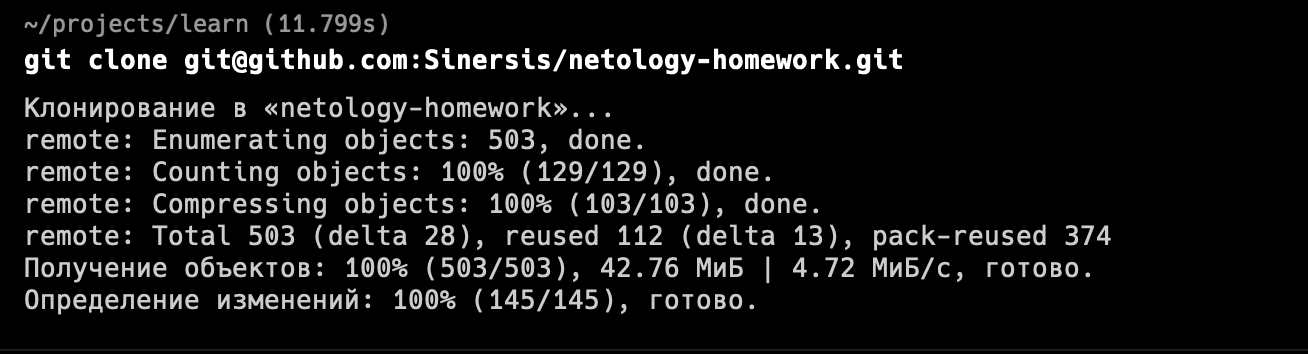 ~/projects/learn (11.799s)
git clone git@github.com:Sinersis/netology-homework.git
Клонирование в «netology-homework»...
remote: Enumerating objects: 503, done.
remote: Counting objects: 100% (129/129), done.
remote: Compressing objects: 100% (103/103), done.
remote: Total 503 (delta 28), reused 112 (delta 13), pack-reused 374
Получение объектов: 100% (503/503), 42.76 МиБ | 4.72 МиБ/с, готово.
Определение изменений: 100% (145/145), готово.